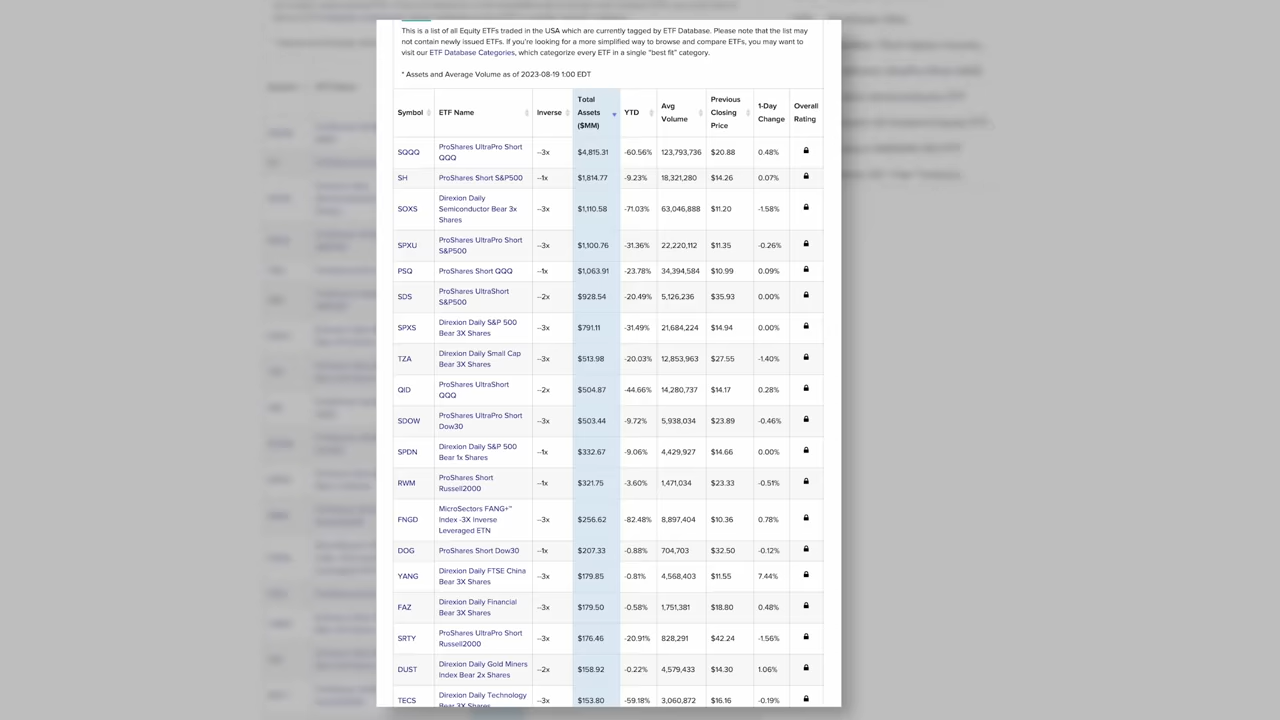 This is a list of all Equity ETFs traded in the USA which are currently tagged by ETF Database. Please note that the list may
not contain newly issued ETFs. If you're looking for a more simplified way to browse and compare ETFs, you may want to
visit our ETF Database Categories, which categorize every ETF in a single "best fit" category.
* Assets and Average Volume as of 2023-08-19 1:00 EDT
Symbol ETF Name Inverse Total Assets ($MM) YTD Avg Volume Previous Closing Price 1-Day Change Overall Rating
SQQQ ProShares UltraPro Short QQQ --3x $4,815.31 -60.56% 123,793,736 $20.88 0.48%
SH ProShares Short S&P500 --1x $1,814.77 -9.23% 18,321,280 $14.26 0.07%
SOXS Direxion Daily Semiconductor Bear 3x Shares --3x $1,110.58 -71.03% 63,046,888 $11.20 -1.58%
SPXU ProShares UltraPro Short S&P500 --3x $1,100.76 -31.36% 22,220,112 $11.35 -0.26%
PSQ ProShares Short QQQ --1x $1,063.91 -23.78% 34,394,584 $10.99 0.09%
SDS ProShares UltraShort S&P500 --2x $928.54 -20.49% 5,126,236 $35.93 0.00%
SPXS Direxion Daily S&P 500 Bear 3X Shares --3x $791.11 -31.49% 21,684,224 $14.94 0.00%
TZA Direxion Daily Small Cap Bear 3X Shares --3x $513.98 -20.03% 12,853,963 $27.55 -1.40%
QID ProShares UltraShort QQQ --2x $504.87 -44.66% 14,280,737 $14.17 0.28%
SDOW ProShares UltraPro Short Dow30 --3x $503.44 -9.72% 5,938,034 $23.89 -0.46%
SPDN Direxion Daily S&P 500 Bear 1x Shares --1x $332.67 -9.06% 4,429,927 $14.66 0.00%
RWM ProShares Short Russell2000 --1x $321.75 -3.60% 1,471,034 $23.33 -0.51%
FNGD MicroSectors FANG+™ Index -3X Inverse Leveraged ETN --3x $256.62 -82.48% 8,897,404 $10.36 0.78%
DOG ProShares Short Dow30 --1x $207.33 -0.88% 704,703 $32.50 -0.12%
YANG Direxion Daily FTSE China Bear 3X Shares --3x $179.85 -0.81% 4,568,403 $11.55 7.44%
FAZ Direxion Daily Financial Bear 3X Shares --3x $179.50 -0.58% 1,751,381 $18.80 0.48%
SRTY ProShares UltraPro Short Russell2000 --3x $176.46 -20.91% 828,291 $42.24 -1.56%
DUST Direxion Daily Gold Miners Index Bear 2x Shares --2x $158.92 -0.22% 4,579,433 $14.30 1.06%
TECS Direxion Daily Technology Bear 3X Shares --3x $153.80 -59.18% 3,060,872 $16.16 -0.19%